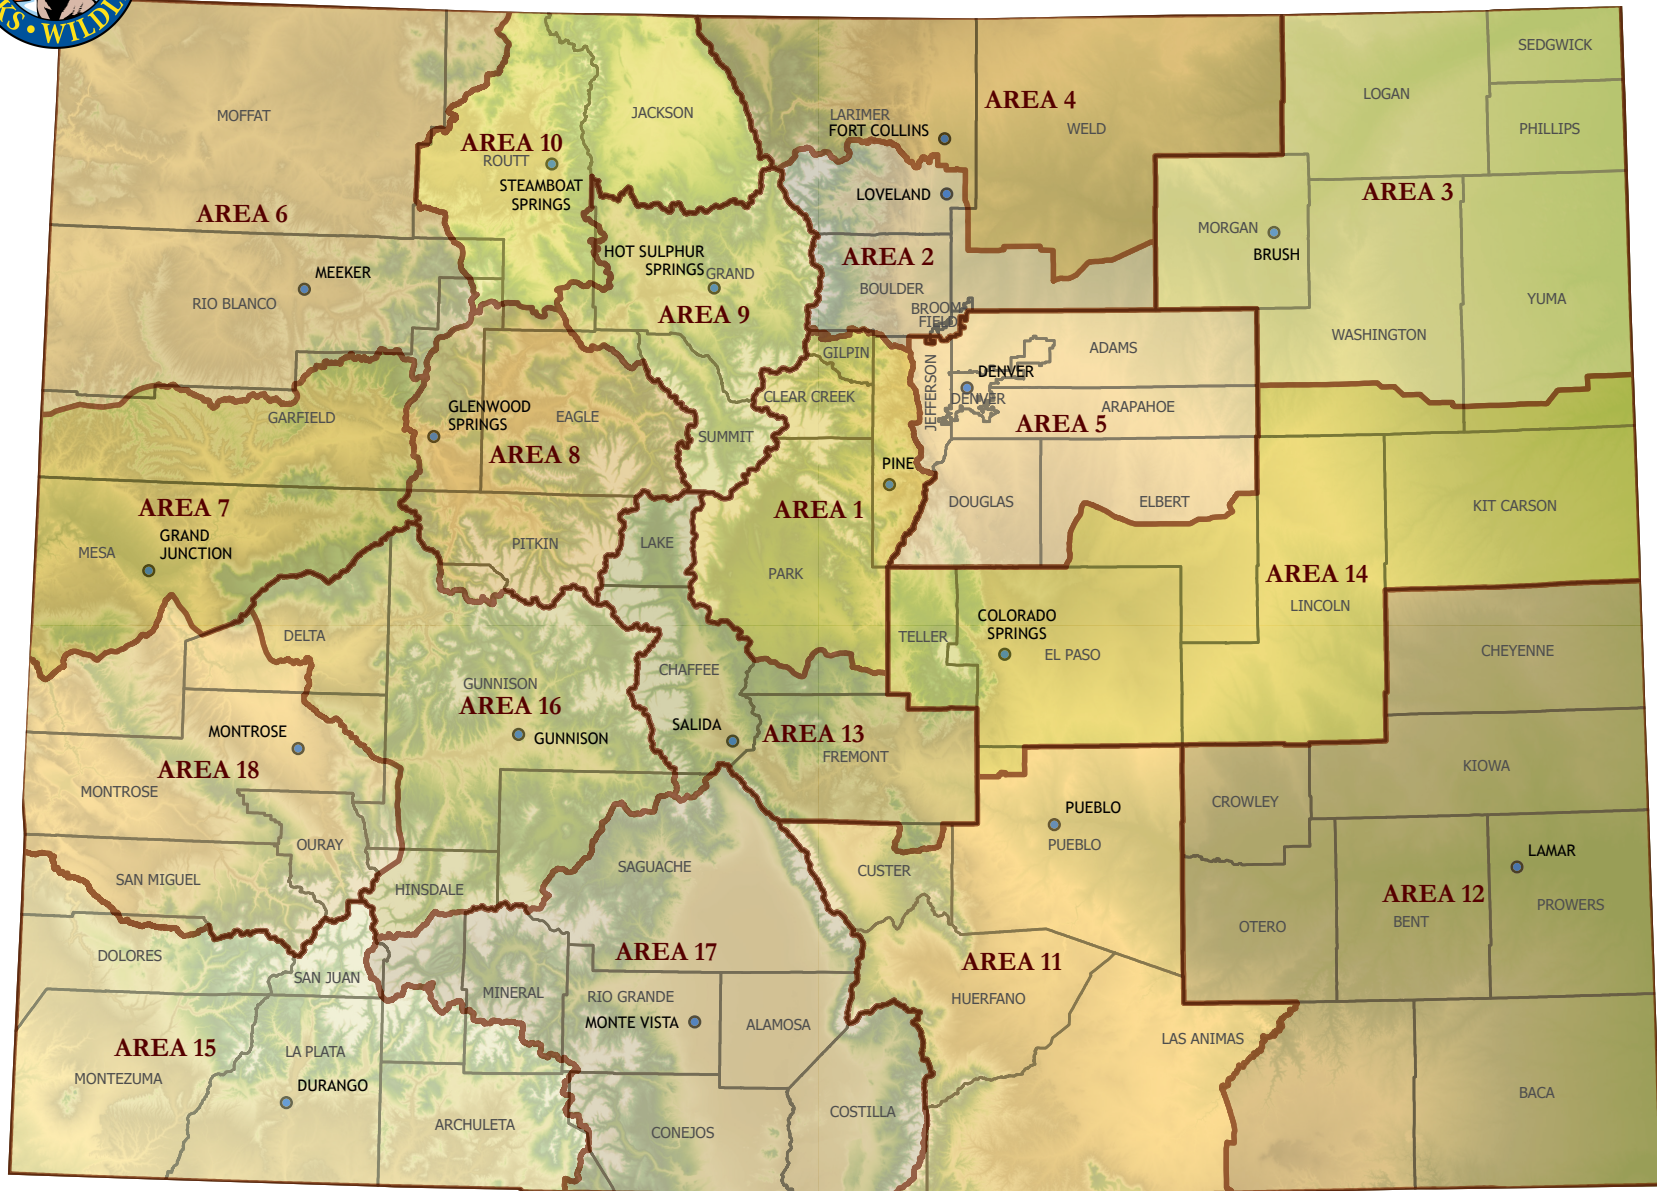 KS • WILDL
SEDGWICK
LOGAN
MOFFAT
JACKSON
AREA 4
LARIMER
WELD
PHILLIPS
FORT COLLINS
AREA 10
ROUTT
STEAMBOAT
SPRINGS
LOVELAND
AREA 3
AREA 6
MORGAN
BRUSH
HOT SULPHUR
SPRINGS
GRAND
AREA 2
MEEKER
RIO BLANCO
BOULDER
YUMA
BROOM
FIELD
AREA 9
WASHINGTON
GILPIN
ADAMS
JEFFERSON
DENVER
DENVER
CLEAR CREEK
ARAPAHOE
GLENWOOD
SPRINGS
EAGLE
GARFIELD
AREA 5
SUMMIT
AREA 8
PINE
AREA 7
AREA 1
DOUGLAS
ELBERT
KIT CARSON
GRAND
JUNCTION
MESA
PITKIN
LAKE
PARK
AREA 14
LINCOLN
COLORADO
SPRINGS
DELTA
TELLER
EL PASO
CHEYENNE
CHAFFEE
GUNNISON
AREA 16
MONTROSE
SALIDA
GUNNISON
AREA 13
FREMONT
AREA 18
KIOWA
MONTROSE
CROWLEY
PUEBLO
PUEBLO
OURAY
LAMAR
SAGUACHE
CUSTER
SAN MIGUEL
HINSDALE
AREA 12
PROWERS
BENT
OTERO
DOLORES
AREA 17
AREA 11
SAN JUAN
MINERAL
RIO GRANDE
HUERFANO
MONTE VISTA
ALAMOSA
LAS ANIMAS
AREA 15
LA PLATA
MONTEZUMA
DURANGO
BACA
ARCHULETA
COSTILLA
CONEJOS